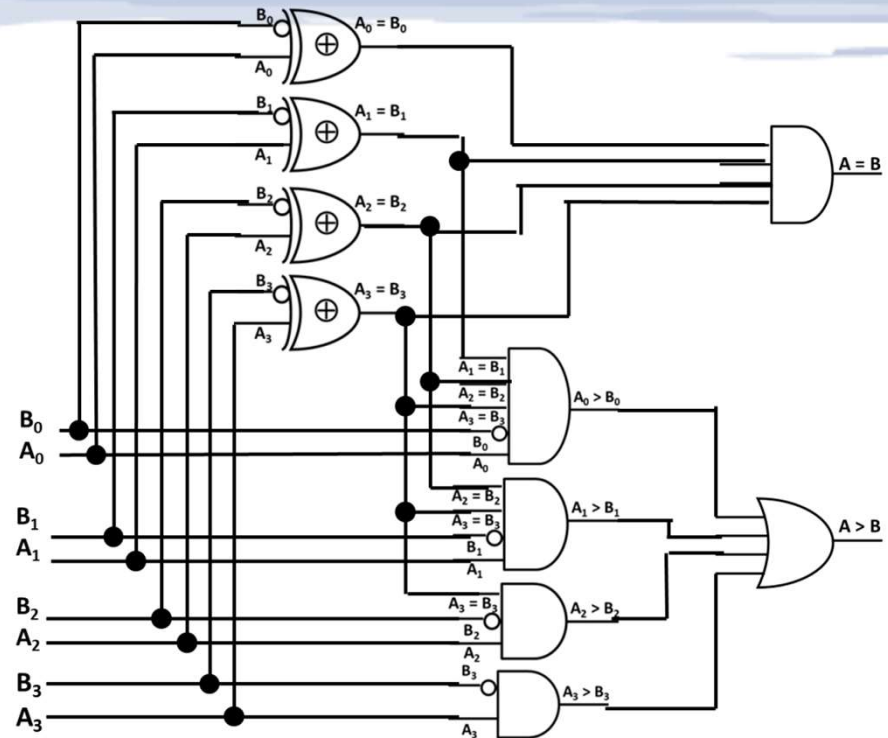 B₀
A₀ = B₀
A₀
B₁
A₁ = B₁
A₁
A = B
B₂
A₂ = B₂
A₂
B₃
A₃ = B₃
A₃
A₁ = B₁
A₂ = B₂
A₃ = B₃
A₀ > B₀
B₀
B₀
A₀
A₀
A₂ = B₂
A₃ = B₃
A₁ > B₁
B₁
B₁
A₁
A₁
A > B
A₃ = B₃
A₂ > B₂
B₂
B₂
A₂
A₂
B₃
B₃
A₃ > B₃
A₃
A₃